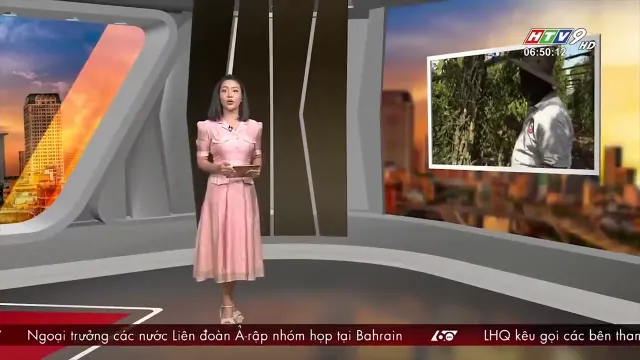 HTV9 HD
06:50:12
Ngoại trưởng các nước Liên đoàn Ả-rập nhóm họp tại Bahrain 60 LHQ kêu gọi các bên than